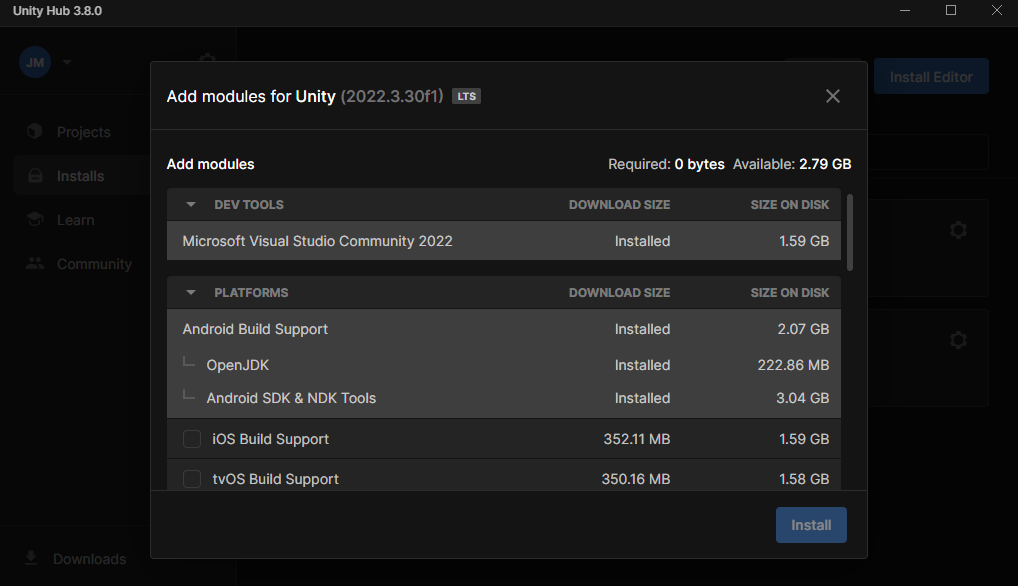 Unity Hub 3.8.0
JM
Install Editor
Add modules for Unity (2022.3.30f1) LTS
Projects
Installs
Learn
Community
Downloads
Add modules Required: 0 bytes Available: 2.79 GB
DEV TOOLS DOWNLOAD SIZE SIZE ON DISK
Microsoft Visual Studio Community 2022 Installed 1.59 GB
PLATFORMS DOWNLOAD SIZE SIZE ON DISK
Android Build Support Installed 2.07 GB
OpenJDK Installed 222.86 MB
Android SDK & NDK Tools Installed 3.04 GB
iOS Build Support 352.11 MB 1.59 GB
tvOS Build Support 350.16 MB 1.58 GB
Install